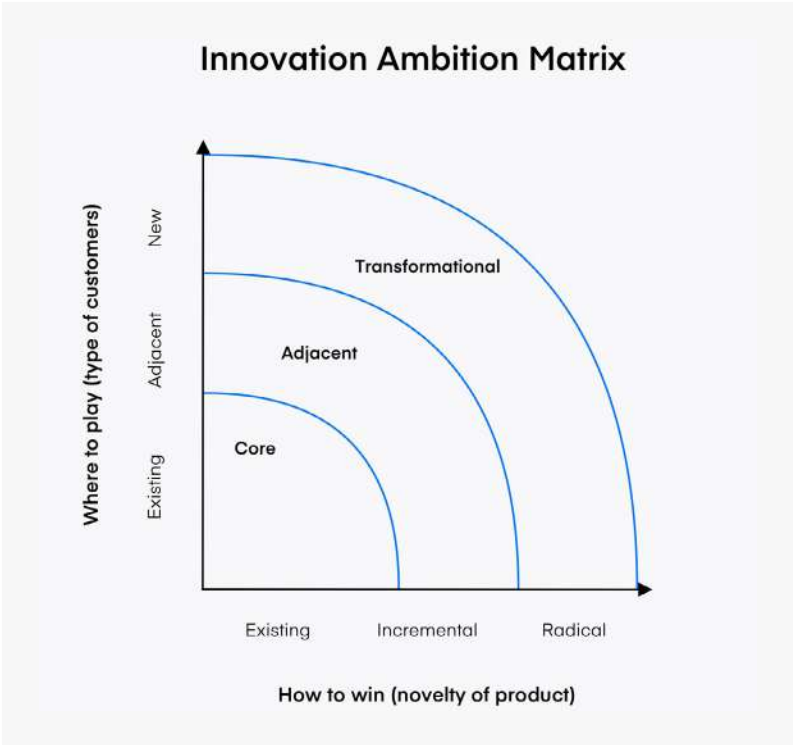 Innovation Ambition Matrix
Where to play (type of customers)
New
Adjacent
Existing
Transformational
Adjacent
Core
Existing
Incremental
Radical
How to win (novelty of product)